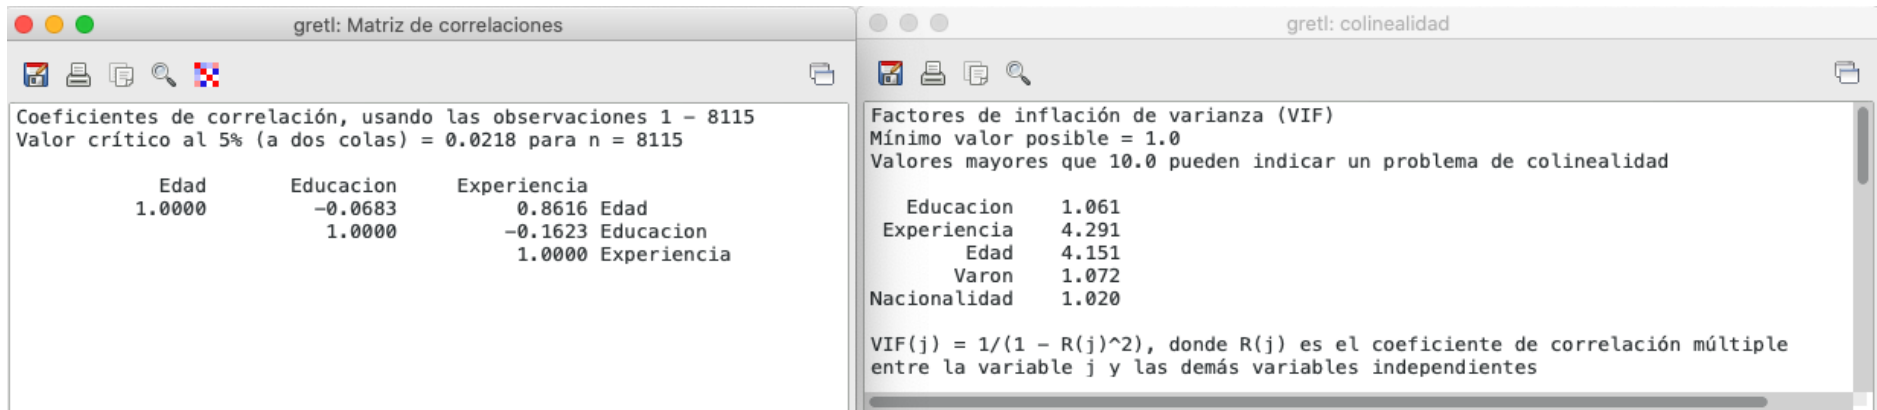 gretl: Matriz de correlaciones
Coeficientes de correlación, usando las observaciones 1 – 8115
Valor crítico al 5% (a dos colas) = 0.0218 para n = 8115
Edad Educacion Experiencia
1.0000 -0.0683 0.8616 Edad
1.0000 -0.1623 Educacion
1.0000 Experiencia
gretl: colinealidad
Factores de inflación de varianza (VIF)
Mínimo valor posible = 1.0
Valores mayores que 10.0 pueden indicar un problema de colinealidad
Educacion 1.061
Experiencia 4.291
Edad 4.151
Varon 1.072
Nacionalidad 1.020
VIF(j) = 1/(1 – R(j)^2), donde R(j) es el coeficiente de correlación múltiple
entre la variable j y las demás variables independientes